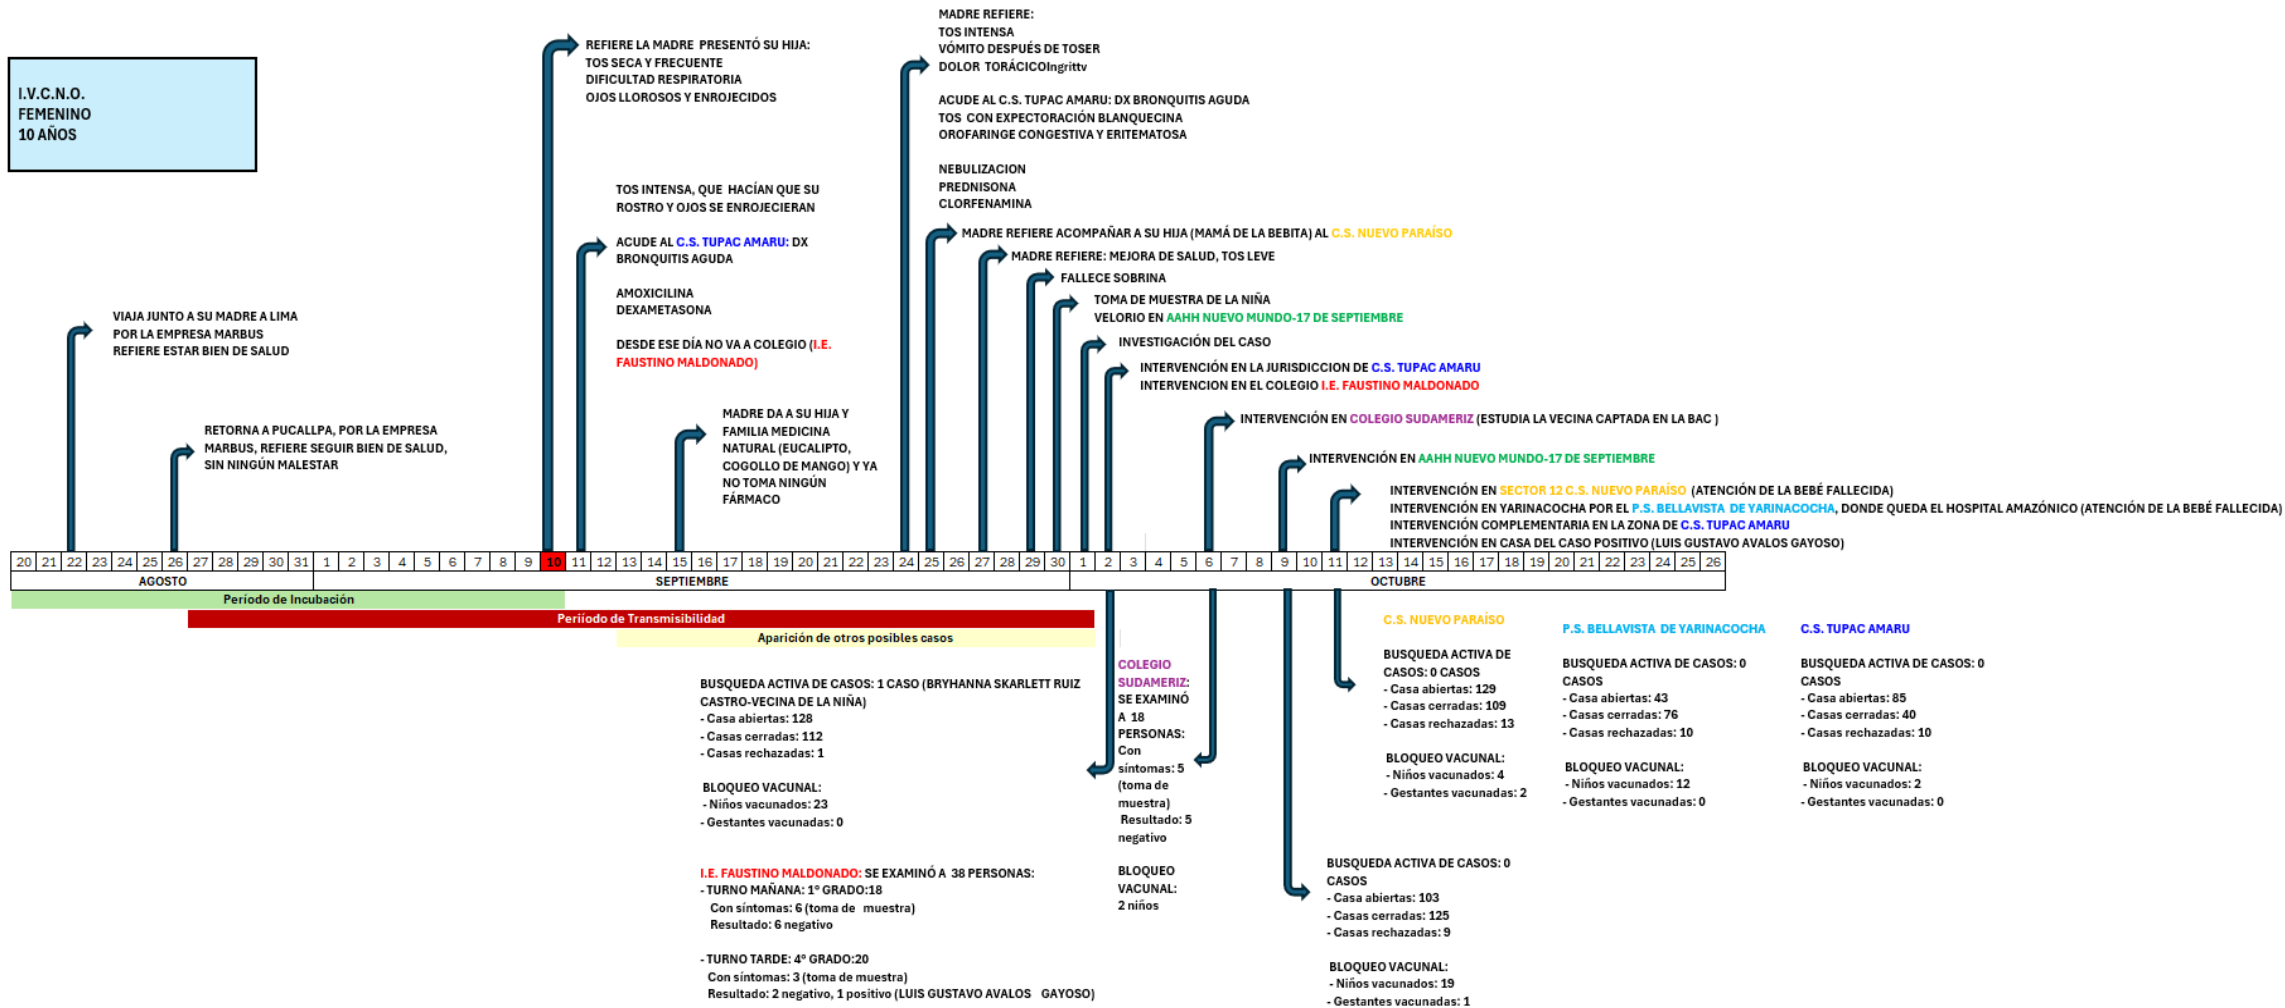 I.V.C.N.O.
FEMENINO
10 AÑOS
VIAJA JUNTO A SU MADRE A LIMA
POR LA EMPRESA MARBUS
REFIERE ESTAR BIEN DE SALUD
RETORNA A PUCALLPA, POR LA EMPRESA
MARBUS, REFIERE SEGUIR BIEN DE SALUD,
SIN NINGÚN MALESTAR
REFIERE LA MADRE PRESENTÓ SU HIJA:
TOS SECA Y FRECUENTE
DIFICULTAD RESPIRATORIA
OJOS LLOROSOS Y ENROJECIDOS
TOS INTENSA, QUE HACÍAN QUE SU
ROSTRO Y OJOS SE ENROJECIERAN
ACUDE AL C.S. TUPAC AMARU: DX
BRONQUITIS AGUDA
AMOXICILINA
DEXAMETASONA
DESDE ESE DÍA NO VA A COLEGIO (I.E.
FAUSTINO MALDONADO)
MADRE DA A SU HIJA Y
FAMILIA MEDICINA
NATURAL (EUCALIPTO,
COGOLLO DE MANGO) Y YA
NO TOMA NINGÚN
FÁRMACO
MADRE REFIERE:
TOS INTENSA
VÓMITO DESPUÉS DE TOSER
DOLOR TORÁCICOIngrittv
ACUDE AL C.S. TUPAC AMARU: DX BRONQUITIS AGUDA
TOS CON EXPECTORACIÓN BLANQUECINA
OROFARINGE CONGESTIVA Y ERITEMATOSA
NEBULIZACION
PREDNISONA
CLORFENAMINA
MADRE REFIERE ACOMPAÑAR A SU HIJA (MAMÁ DE LA BEBITA) AL C.S. NUEVO PARAÍSO
MADRE REFIERE: MEJORA DE SALUD, TOS LEVE
FALLECE SOBRINA
TOMA DE MUESTRA DE LA NIÑA
VELORIO EN AAHH NUEVO MUNDO-17 DE SEPTIEMBRE
INVESTIGACIÓN DEL CASO
INTERVENCIÓN EN LA JURISDICCION DE C.S. TUPAC AMARU
INTERVENCION EN EL COLEGIO I.E. FAUSTINO MALDONADO
INTERVENCIÓN EN COLEGIO SUDAMERIZ (ESTUDIA LA VECINA CAPTADA EN LA BAC )
INTERVENCIÓN EN AAHH NUEVO MUNDO-17 DE SEPTIEMBRE
INTERVENCIÓN EN SECTOR 12 C.S. NUEVO PARAÍSO (ATENCIÓN DE LA BEBÉ FALLECIDA)
INTERVENCIÓN EN YARINACOCHA POR EL P.S. BELLAVISTA DE YARINACOCHA, DONDE QUEDA EL HOSPITAL AMAZÓNICO (ATENCIÓN DE LA BEBÉ FALLECIDA)
INTERVENCIÓN COMPLEMENTARIA EN LA ZONA DE C.S. TUPAC AMARU
INTERVENCIÓN EN CASA DEL CASO POSITIVO (LUIS GUSTAVO AVALOS GAYOSO)
20 21 22 23 24 25 26 27 28 29 30 31 1 2 3 4 5 6 7 8 9 10 11 12 13 14 15 16 17 18 19 20 21 22 23 24 25 26 27 28 29 30 1 2 3 4 5 6 7 8 9 10 11 12 13 14 15 16 17 18 19 20 21 22 23 24 25 26
AGOSTO SEPTIEMBRE OCTUBRE
Período de Incubación
Periíodo de Transmisibilidad
Aparición de otros posibles casos
BUSQUEDA ACTIVA DE CASOS: 1 CASO (BRYHANNA SKARLETT RUIZ
CASTRO-VECINA DE LA NIÑA)
- Casa abiertas: 128
- Casas cerradas: 112
- Casas rechazadas: 1
BLOQUEO VACUNAL:
- Niños vacunados: 23
- Gestantes vacunadas: 0
I.E. FAUSTINO MALDONADO: SE EXAMINÓ A 38 PERSONAS:
- TURNO MAÑANA: 1º GRADO:18
Con síntomas: 6 (toma de muestra)
Resultado: 6 negativo
- TURNO TARDE: 4º GRADO:20
Con síntomas: 3 (toma de muestra)
Resultado: 2 negativo, 1 positivo (LUIS GUSTAVO AVALOS GAYOSO)
COLEGIO
SUDAMERIZ:
SE EXAMINÓ
A 18
PERSONAS:
Con
síntomas: 5
(toma de
muestra)
Resultado: 5
negativo
BLOQUEO
VACUNAL:
2 niños
BUSQUEDA ACTIVA DE CASOS: 0
CASOS
- Casa abiertas: 103
- Casas cerradas: 125
- Casas rechazadas: 9
BLOQUEO VACUNAL:
- Niños vacunados: 19
- Gestantes vacunadas: 1
C.S. NUEVO PARAÍSO
BUSQUEDA ACTIVA DE
CASOS: 0 CASOS
- Casa abiertas: 129
- Casas cerradas: 109
- Casas rechazadas: 13
BLOQUEO VACUNAL:
- Niños vacunados: 4
- Gestantes vacunadas: 2
P.S. BELLAVISTA DE YARINACOCHA
BUSQUEDA ACTIVA DE CASOS: 0
CASOS
- Casa abiertas: 43
- Casas cerradas: 76
- Casas rechazadas: 10
BLOQUEO VACUNAL:
- Niños vacunados: 12
- Gestantes vacunadas: 0
C.S. TUPAC AMARU
BUSQUEDA ACTIVA DE CASOS: 0
CASOS
- Casa abiertas: 85
- Casas cerradas: 40
- Casas rechazadas: 10
BLOQUEO VACUNAL:
- Niños vacunados: 2
- Gestantes vacunadas: 0